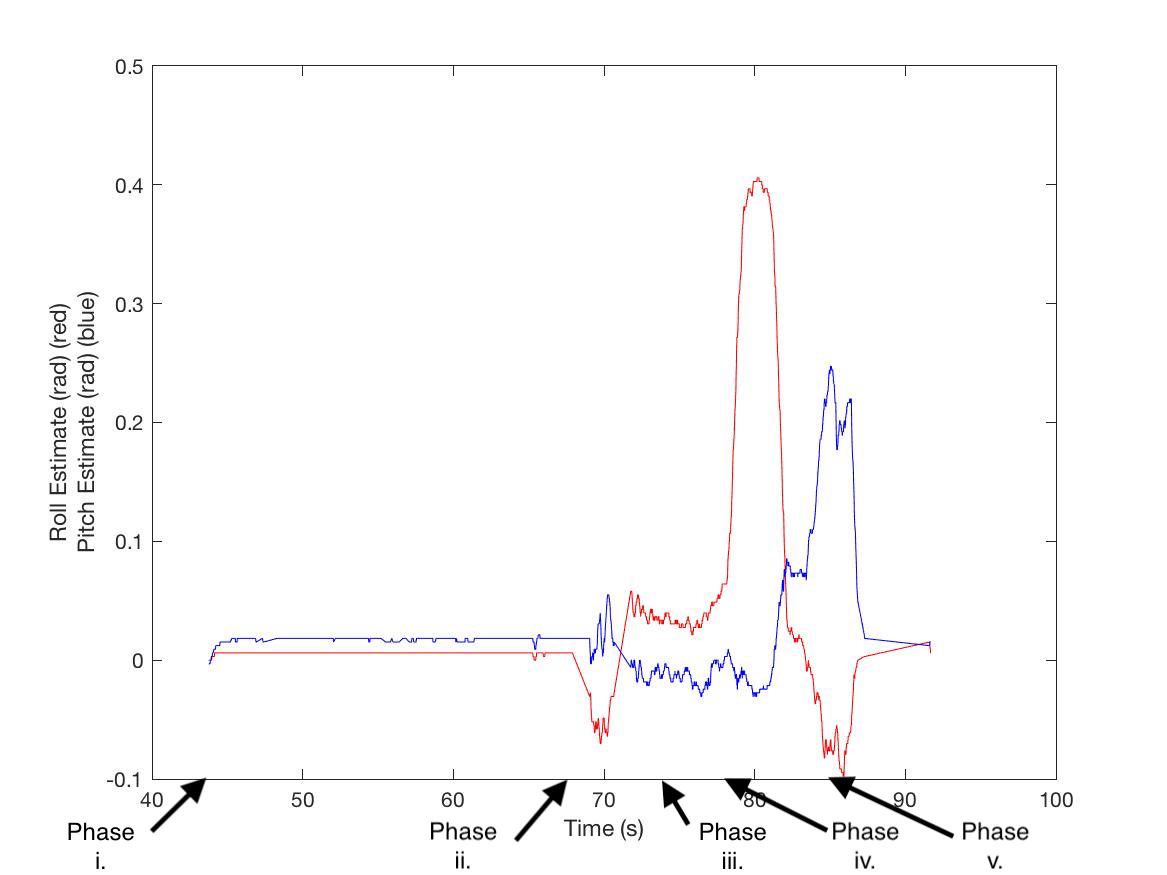 0.5
0.4
0.3
0.2
0.1
0
-0.1
Roll Estimate (rad) (red)
Pitch Estimate (rad) (blue)
40
50
60
70
80
90
100
Time (s)
Phase
i.
Phase
ii.
Phase
iii.
Phase
iv.
Phase
v.